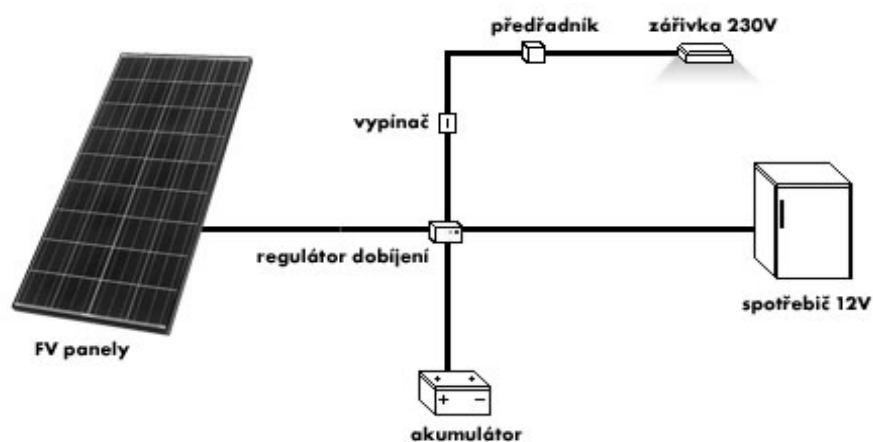 předřadník
zářivka 230V
vypínač
regulátor dobíjení
spotřebič 12V
FV panely
akumulátor